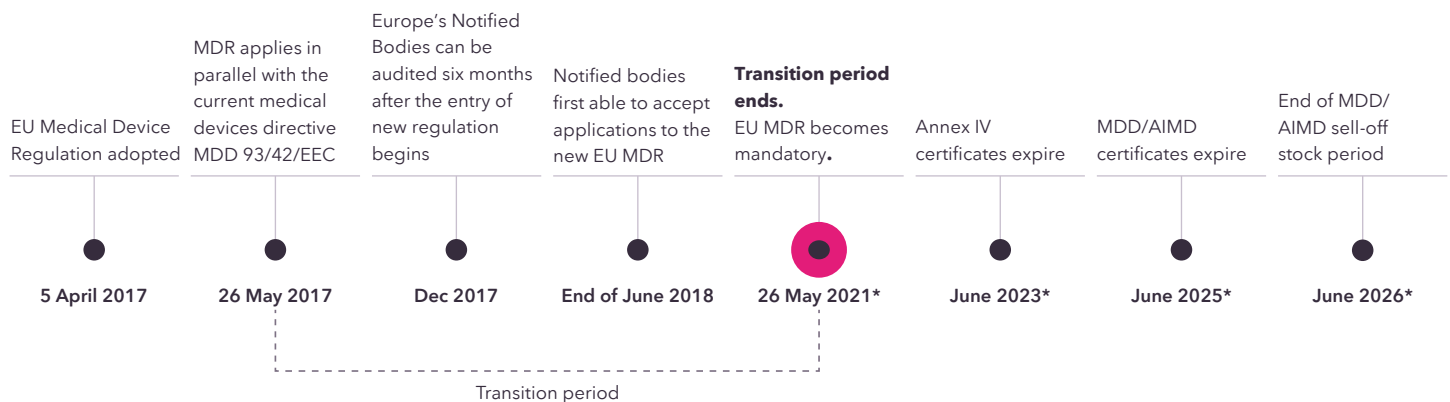 EU Medical Device
Regulation adopted
MDR applies in
parallel with the
current medical
devices directive
MDD 93/42/EEC
Europe's Notified
Bodies can be
audited six months
after the entry of
new regulation
begins
Notified bodies
first able to accept
applications to the
new EU MDR
Transition period
ends.
EU MDR becomes
mandatory.
Annex IV
certificates expire
MDD/AIMD
certificates expire
End of MDD/
AIMD sell-off
stock period
5 April 2017
26 May 2017
Dec 2017
End of June 2018
26 May 2021*
June 2023*
June 2025*
June 2026*
Transition period